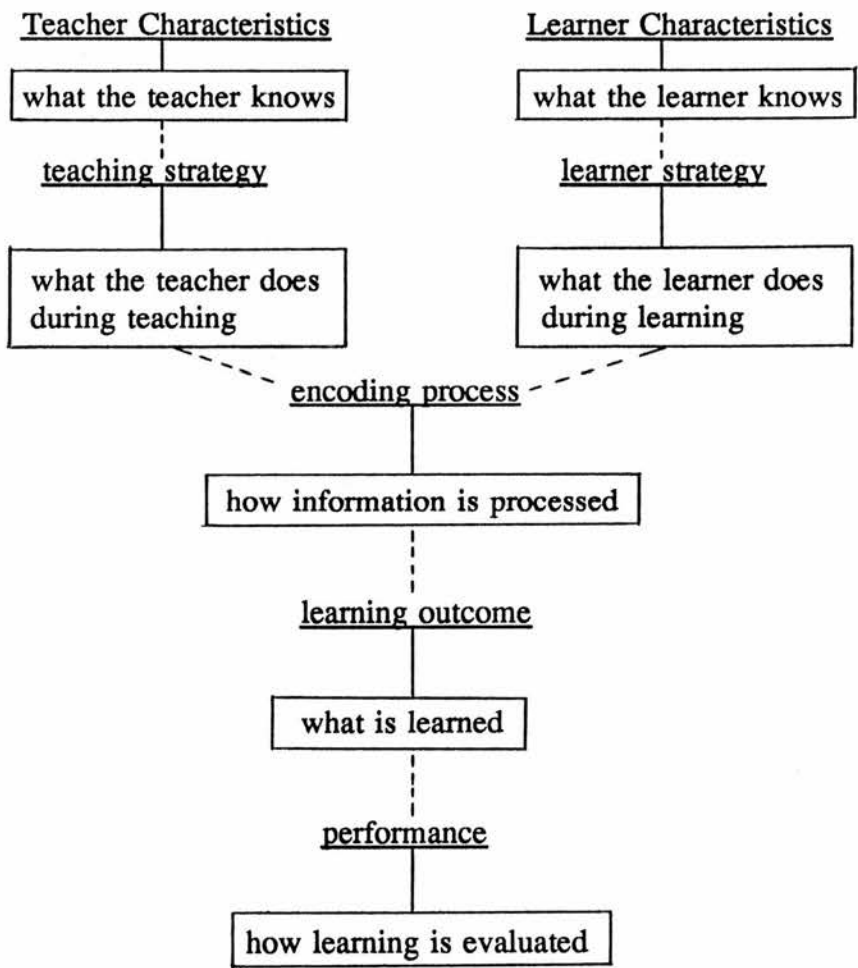 Teacher Characteristics
Learner Characteristics
what the teacher knows
what the learner knows
teaching strategy
learner strategy
what the teacher does
during teaching
what the learner does
during learning
encoding process
how information is processed
learning outcome
what is learned
performance
how learning is evaluated